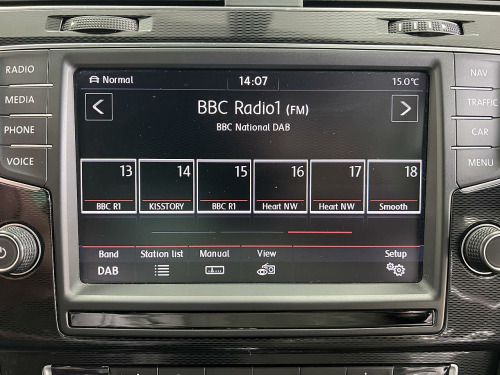 RADIO
MEDIA
PHONE
VOICE
NAV
TRAFFIC
CAR
MENU
Normal 14:07 15.0°C
BBC Radio1 (FM)
BBC National DAB
13 14 15 16 17 18
BBC R1 KISSTORY BBC R1 Heart NW Heart NW Smooth
Band Station list Manual View Setup
DAB